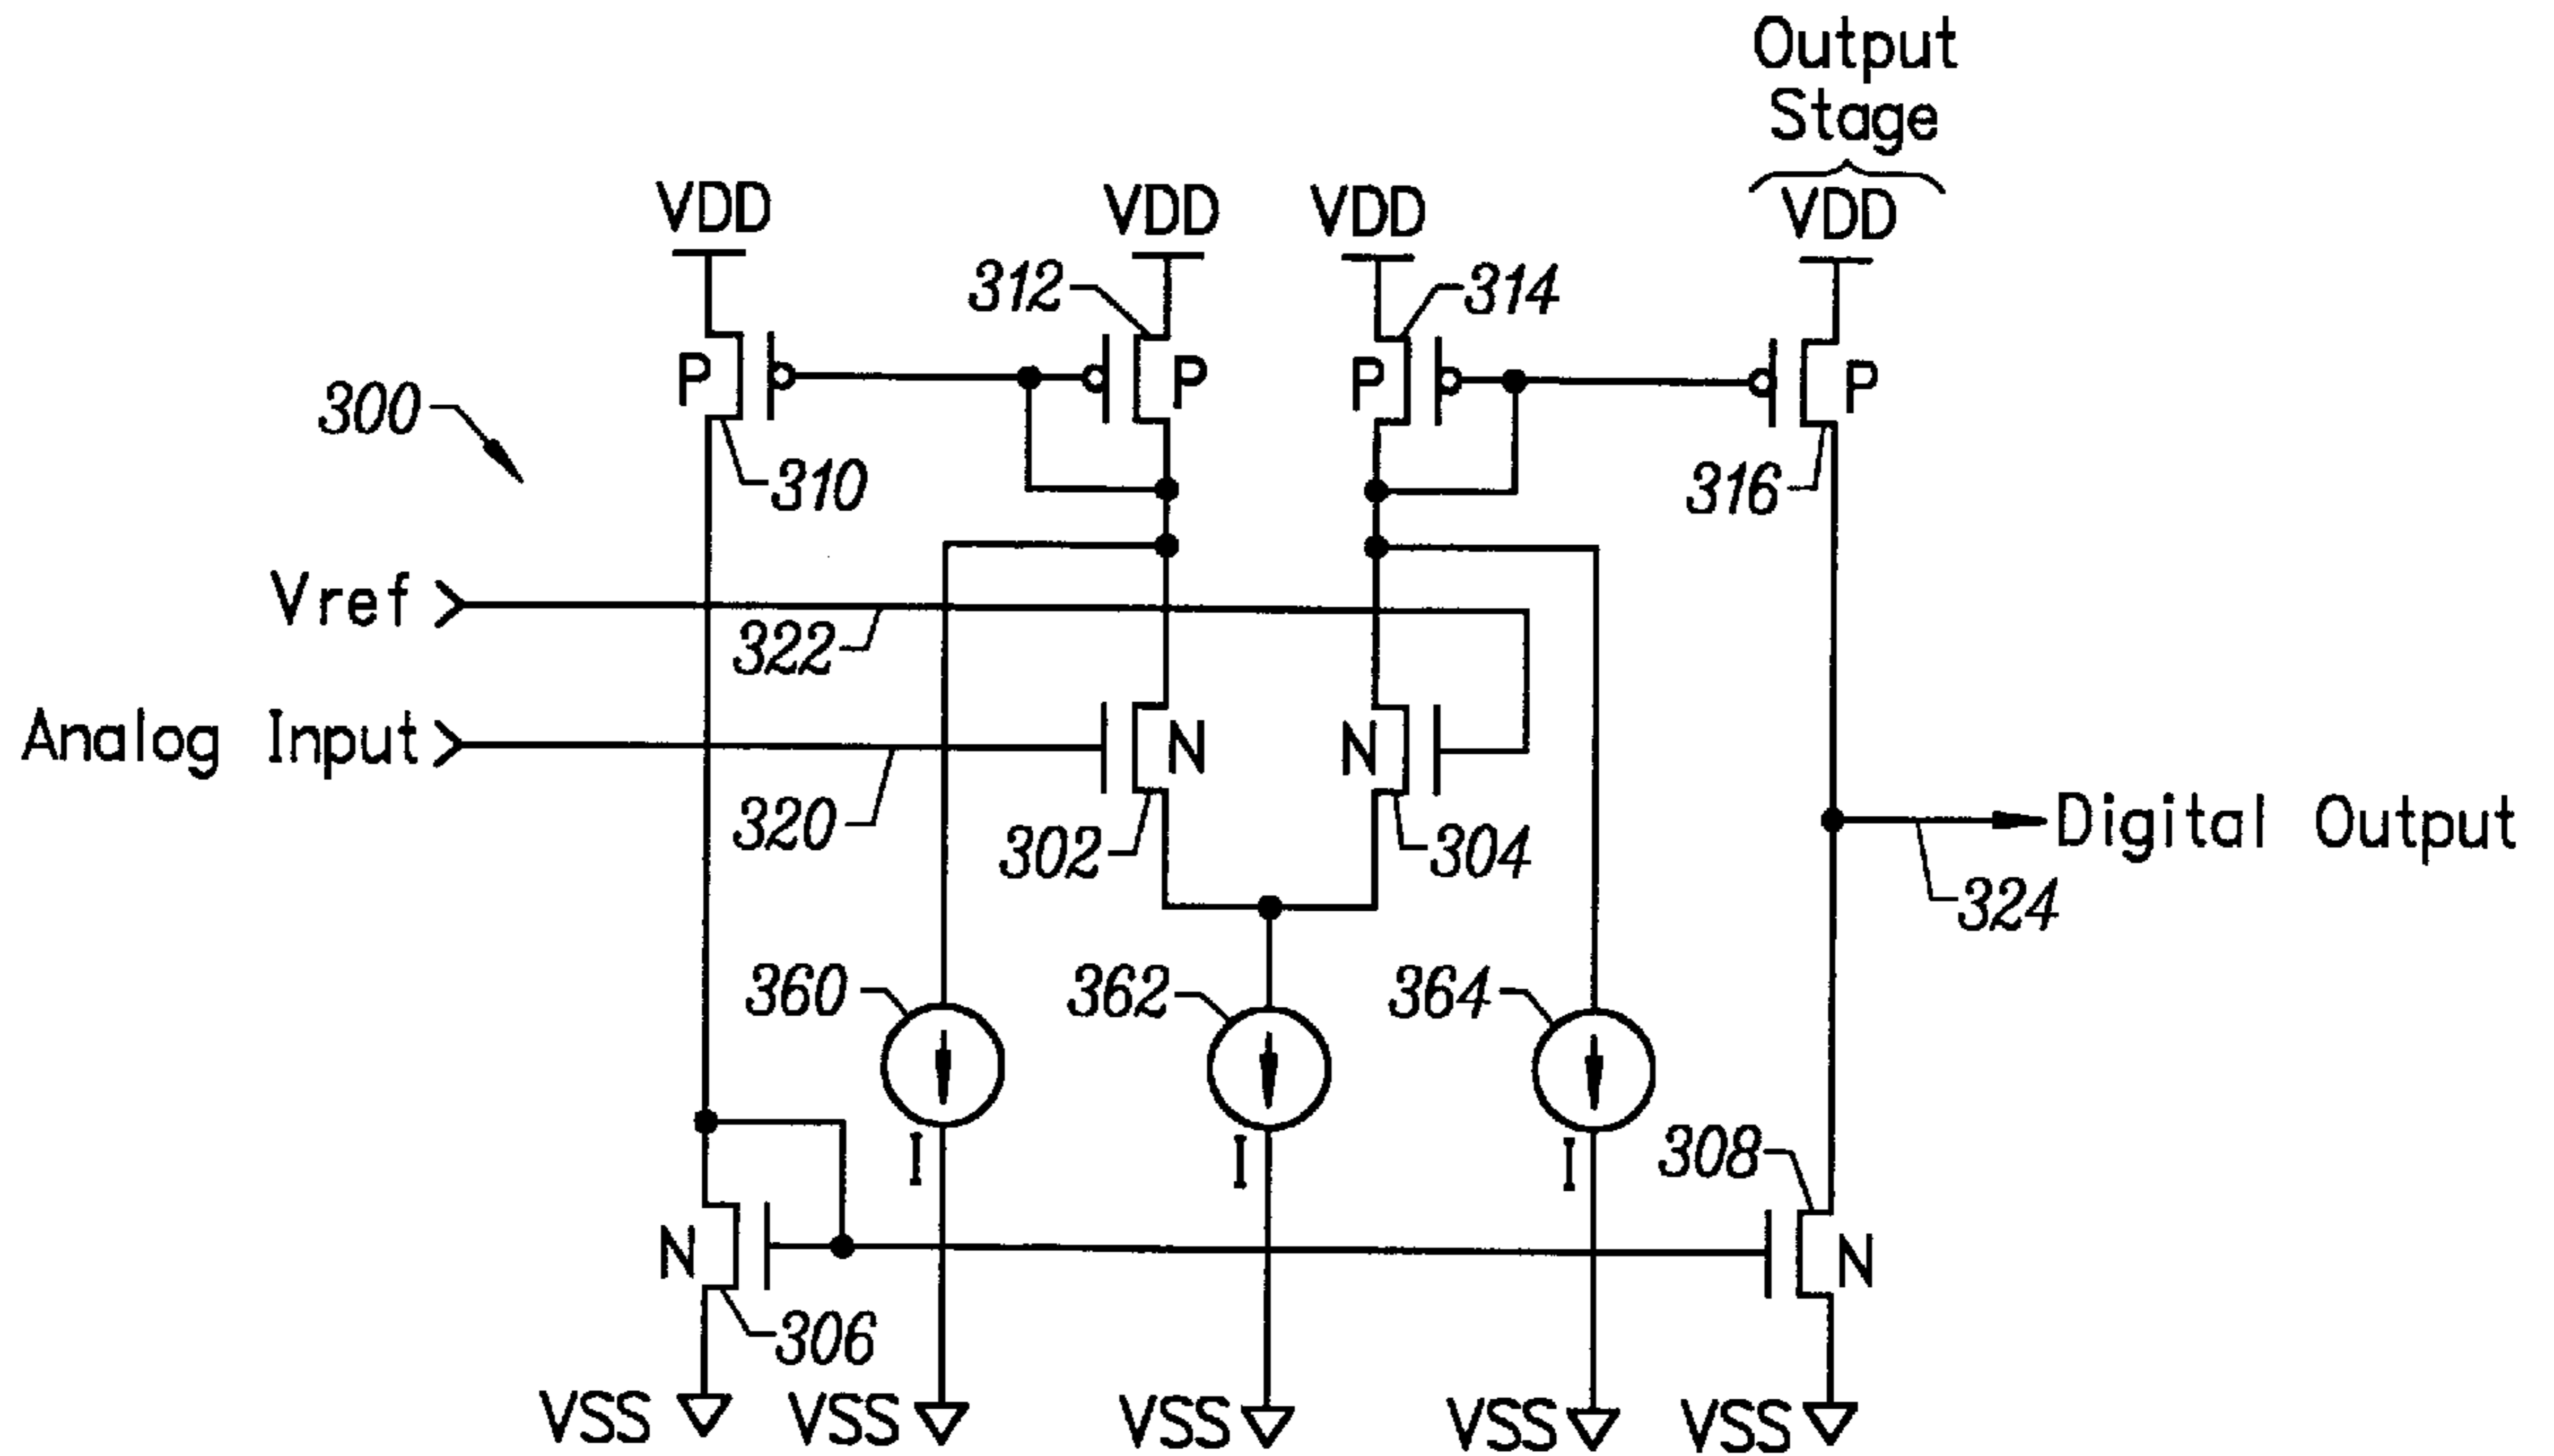 Output
Stage
VDD VDD VDD VDD
312 314
P P P P
300
310 316
Vref
322
Analog Input
N N
320
302 304
Digital Output
324
360 362 364
I I I
308
N N
306
VSS VSS VSS VSS VSS